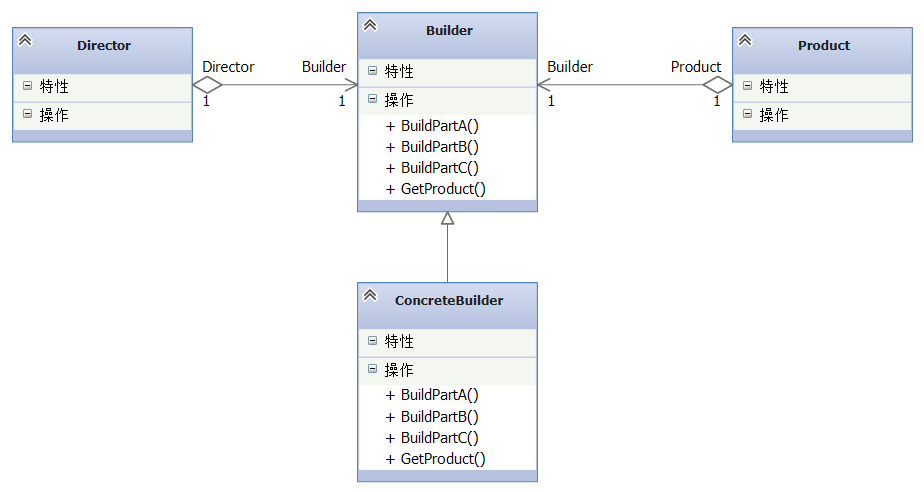 Director
特性
操作
Director
1
Builder
1
Builder
特性
操作
+ BuildPartA()
+ BuildPartB()
+ BuildPartC()
+ GetProduct()
Builder
1
Product
1
Product
特性
操作
ConcreteBuilder
特性
操作
+ BuildPartA()
+ BuildPartB()
+ BuildPartC()
+ GetProduct()